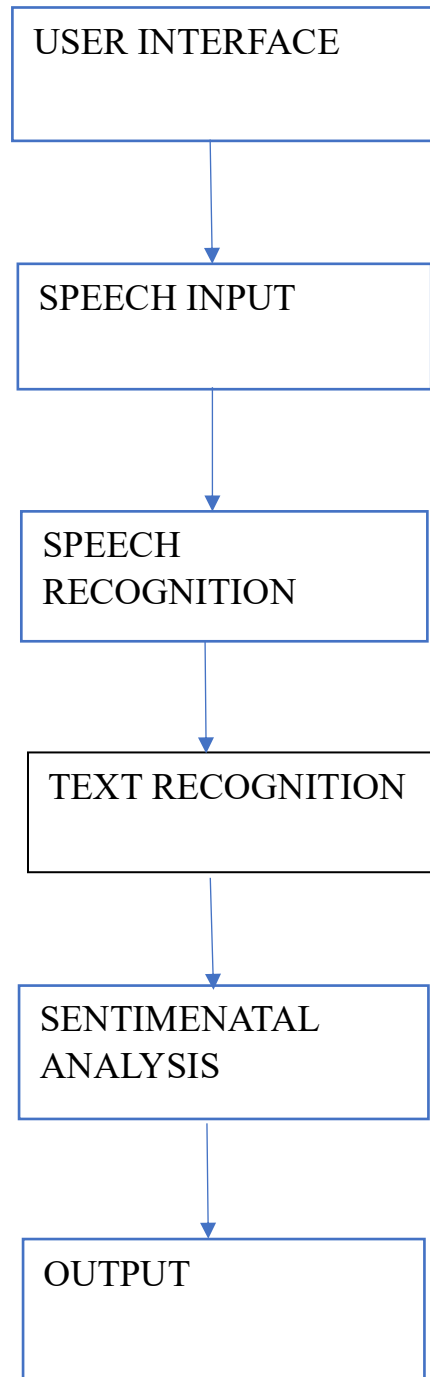 USER INTERFACE
SPEECH INPUT
SPEECH
RECOGNITION
TEXT RECOGNITION
SENTIMENATAL
ANALYSIS
OUTPUT